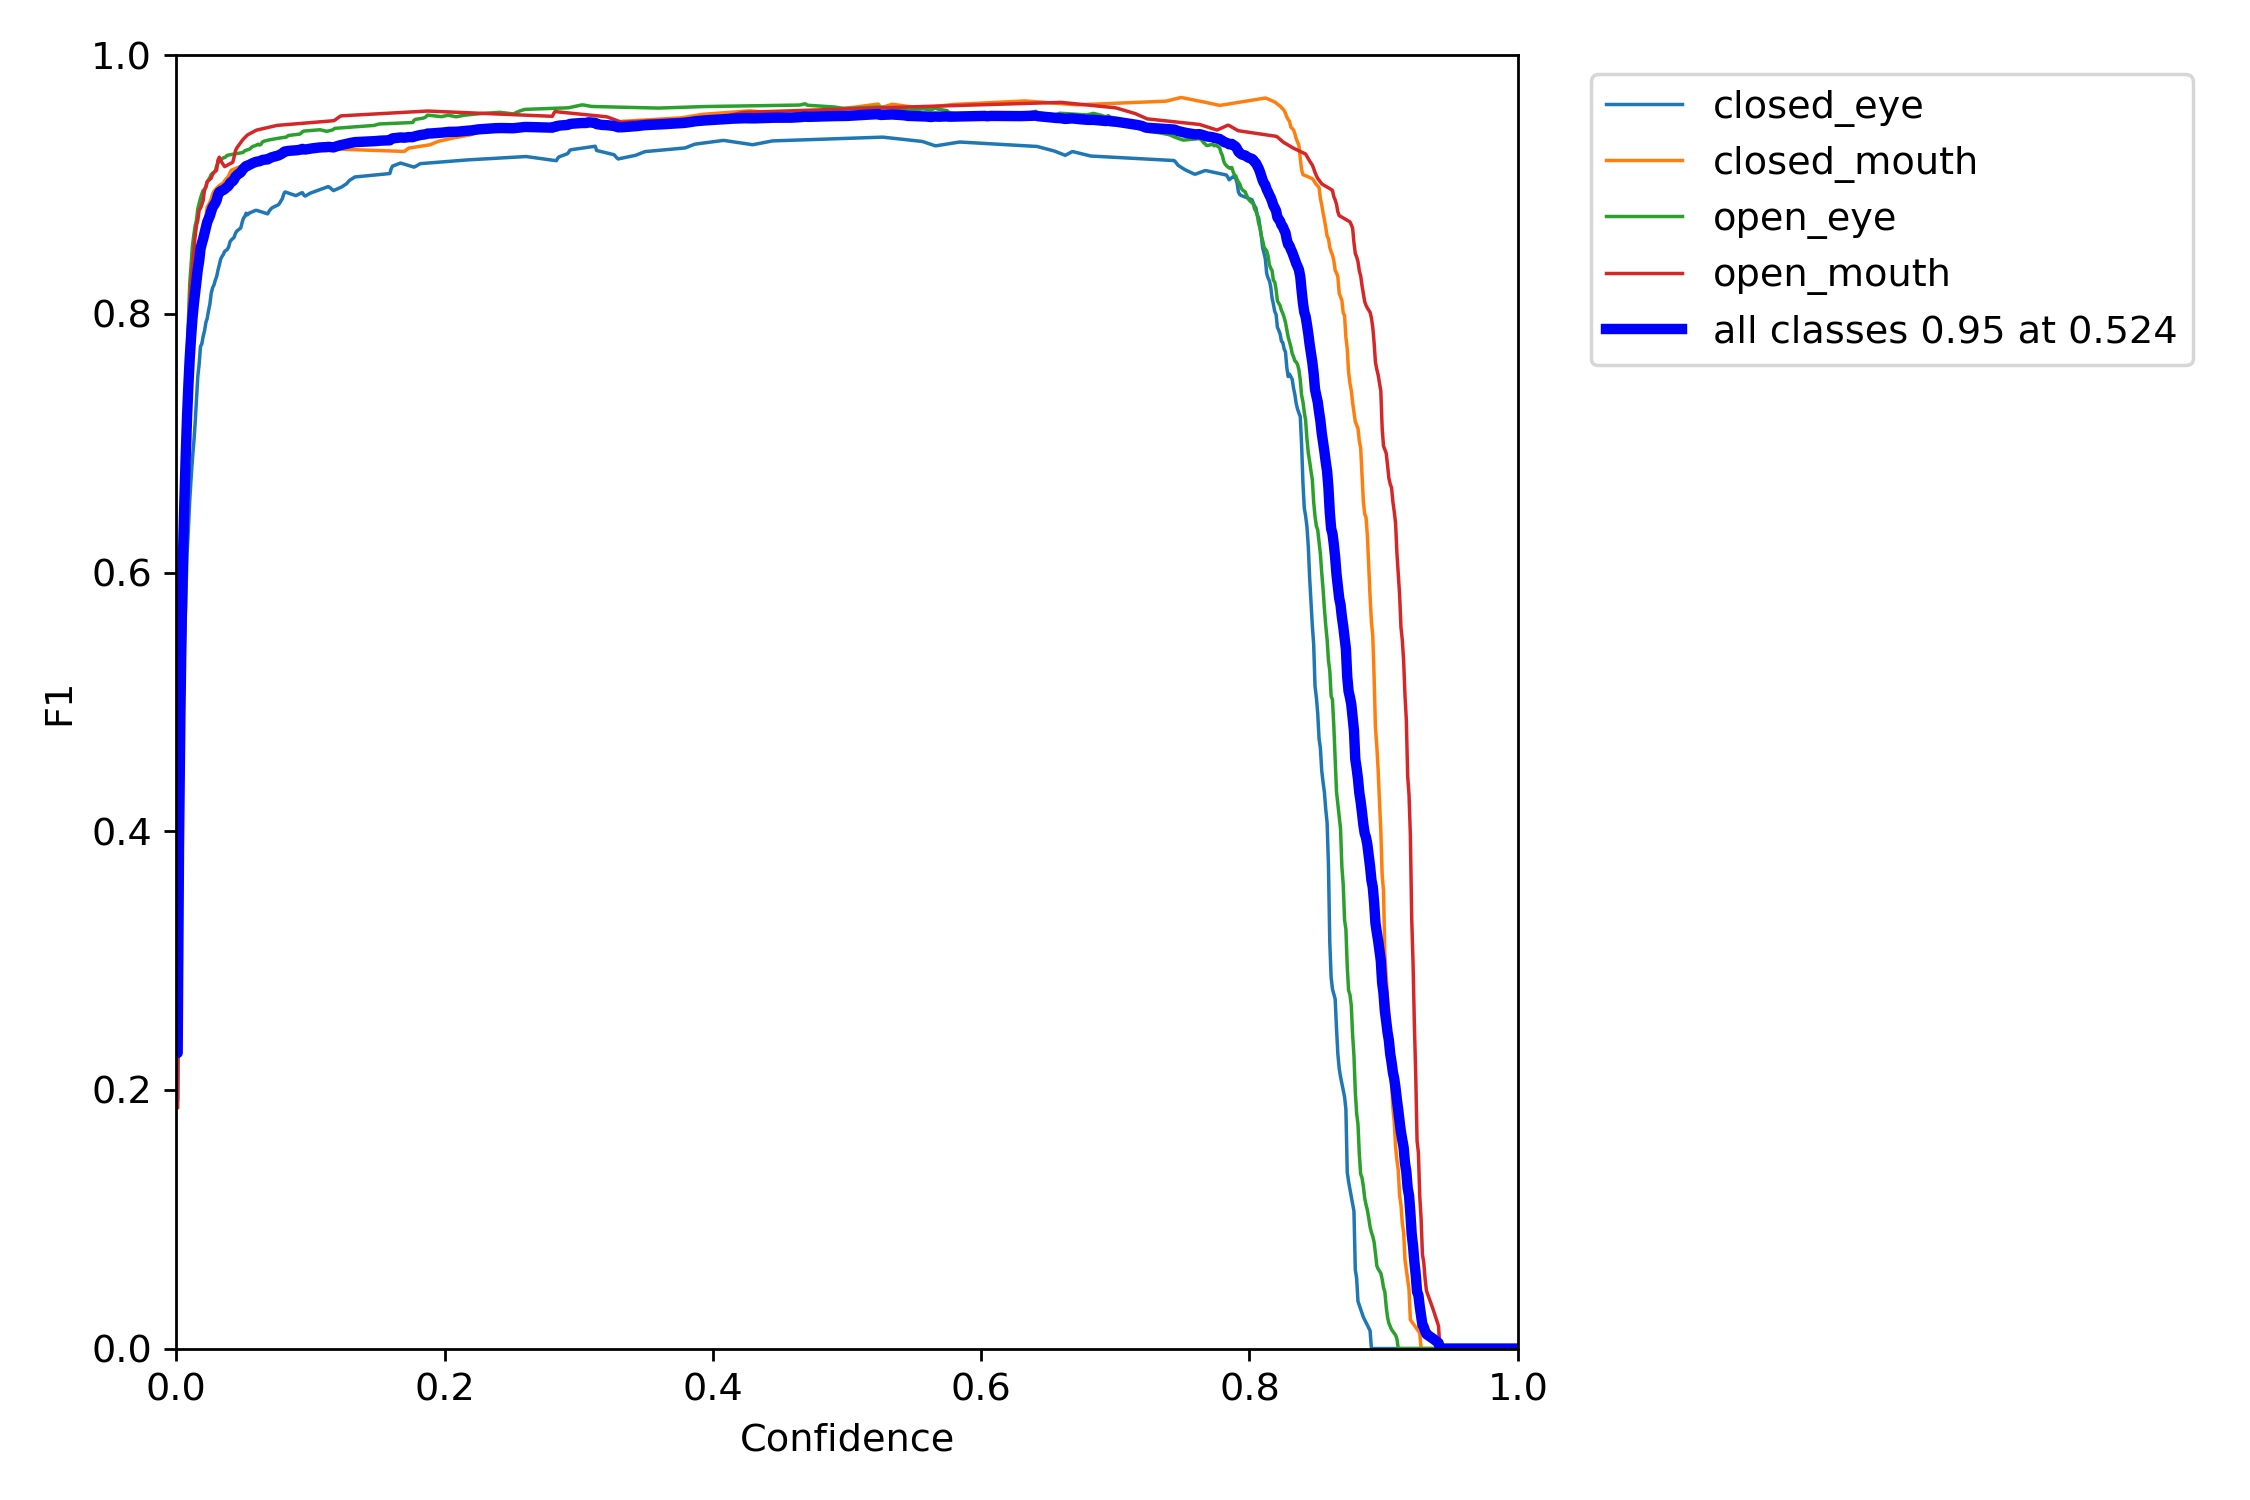 1.0
0.8
0.6
0.4
0.2
0.0
F1
0.0 0.2 0.4 0.6 0.8 1.0
Confidence
closed_eye
closed_mouth
open_eye
open_mouth
all classes 0.95 at 0.524